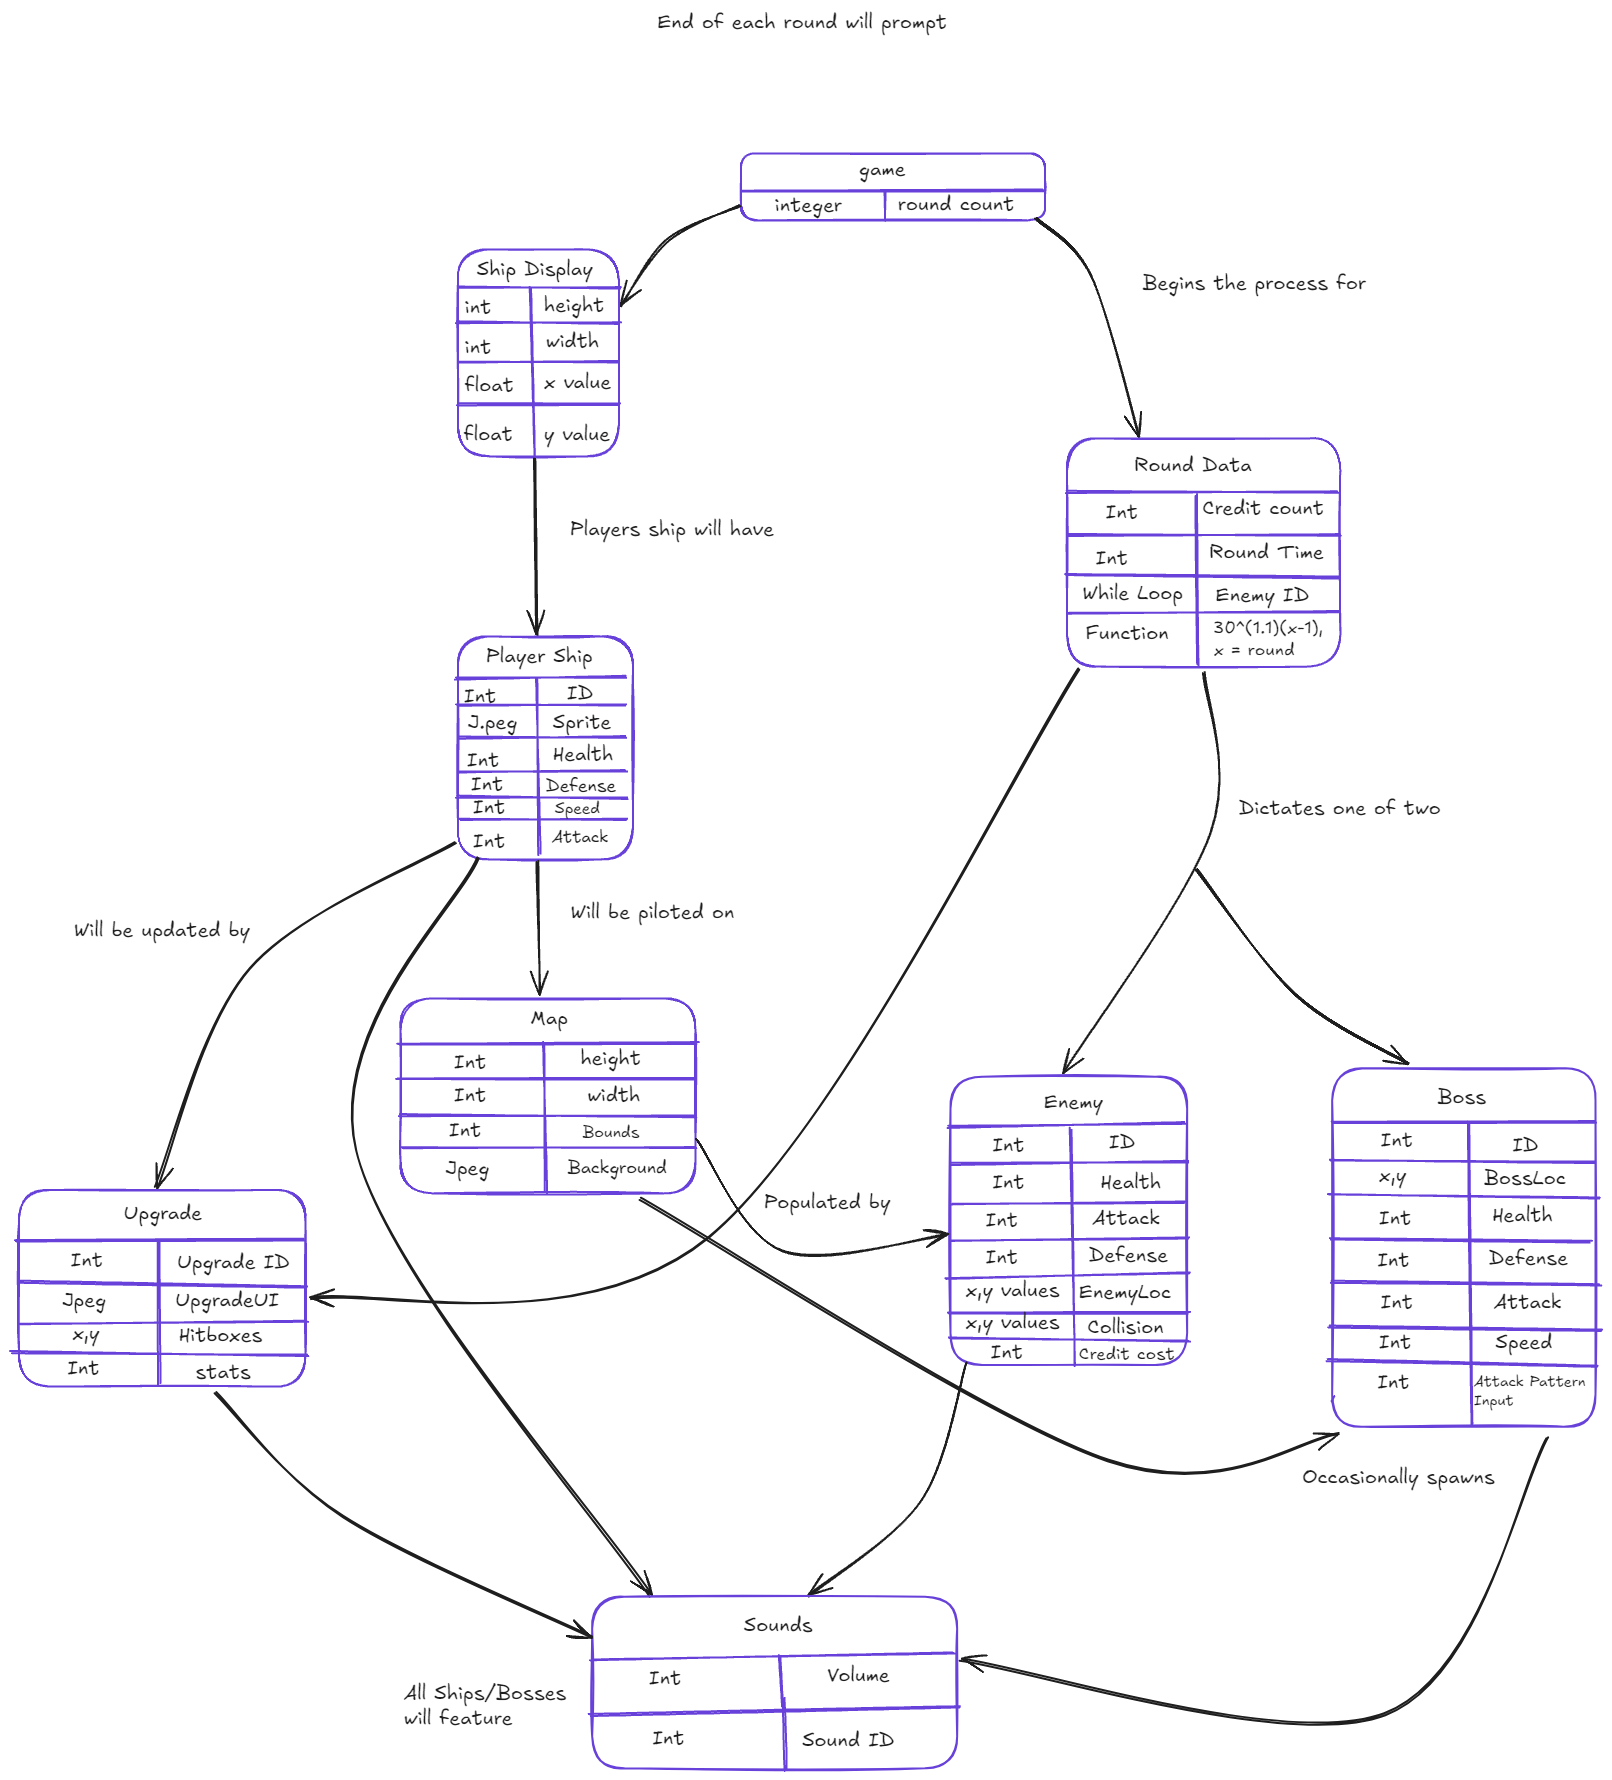 End of each round will prompt
game
integer round count
Begins the process for
Ship Display
int height
int width
float x value
float y value
Players ship will have
Round Data
Int Credit count
Int Round Time
While Loop Enemy ID
Function 30^(1.1)(x-1),
x = round
Player Ship
Int ID
J.peg Sprite
Int Health
Int Defense
Int Speed
Int Attack
Dictates one of two
Will be updated by
Will be piloted on
Map
Int height
Int width
Int Bounds
Jpeg Background
Populated by
Enemy
Int ID
Int Health
Int Attack
Int Defense
x,y values EnemyLoc
x,y values Collision
Int Credit cost
Boss
Int ID
x,y BossLoc
Int Health
Int Defense
Int Attack
Int Speed
Int Attack Pattern
Input
Upgrade
Int Upgrade ID
Jpeg UpgradeUI
x,y Hitboxes
Int stats
Occasionally spawns
Sounds
Int Volume
Int Sound ID
All Ships/Bosses
will feature